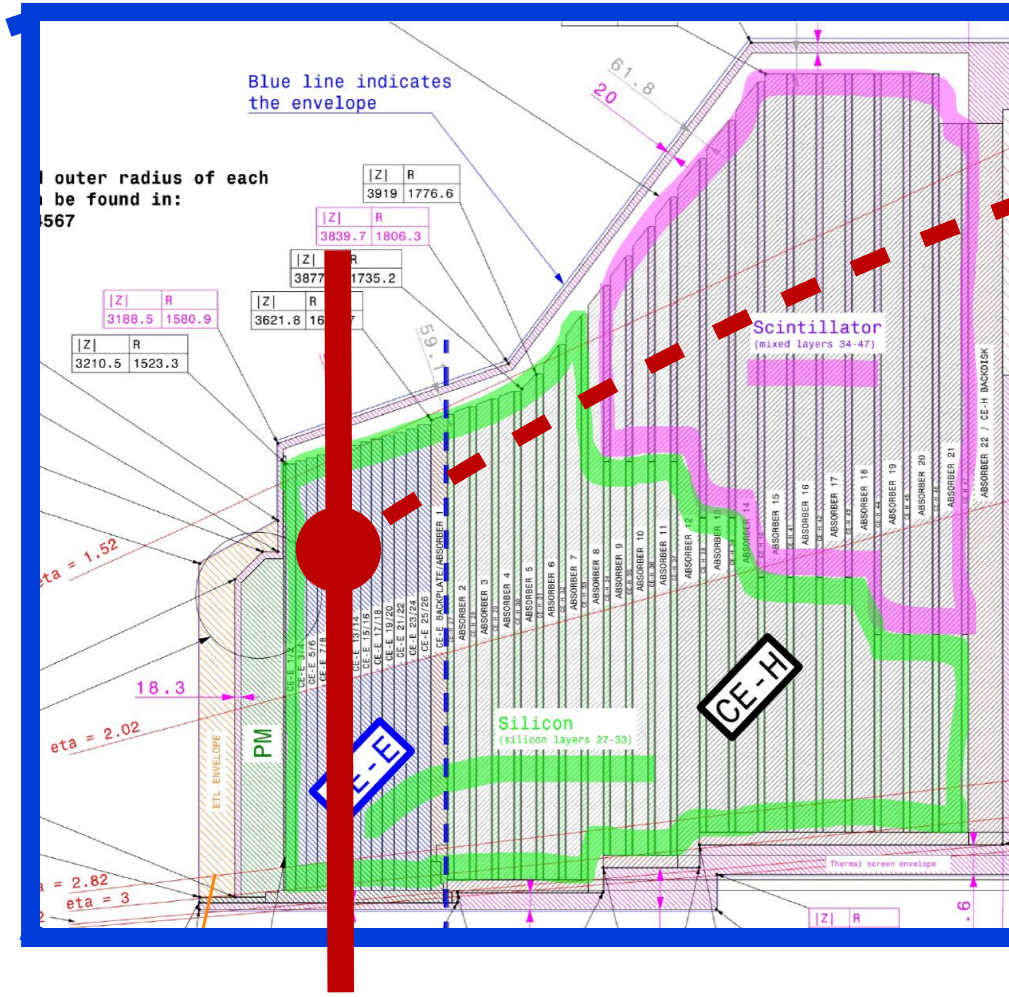 Blue line indicates
the envelope
61.8
20
outer radius of each
be found in:
4567
|Z| R
3919 1776.6
|Z| R
3839.7 1806.3
R
3877 1735.2
|Z| R
3188.5 1580.9
|Z| R
3621.8
|Z| R
3210.5 1523.3
Scintillator
(mixed layers 34-47)
eta = 1.52
ABSORBER 22 / CE-H BACKDISK
ABSORBER 21
ABSORBER 20
ABSORBER 19
ABSORBER 18
ABSORBER 17
ABSORBER 16
ABSORBER 15
ABSORBER 14
ABSORBER 12
ABSORBER 11
ABSORBER 10
ABSORBER 9
ABSORBER 8
ABSORBER 7
ABSORBER 6
ABSORBER 5
ABSORBER 4
ABSORBER 3
ABSORBER 2
CE-E BACKPLATE/ABSORBER 1
CE-E 25/26
CE-E 23/24
CE-E 21/22
CE-E 19/20
CE-E 17/18
CE-E 15/16
CE-E 13/14
CE-E 7/8
CE-E 5/6
CE-E 3/4
CE-E 1/2
18.3
eta = 2.02
PM
ETL ENVELOPE
Silicon
(silicon layers 27-33)
CE-H
-E
Thermal screen envelope
= 2.82
eta = 3
|Z| R
.6